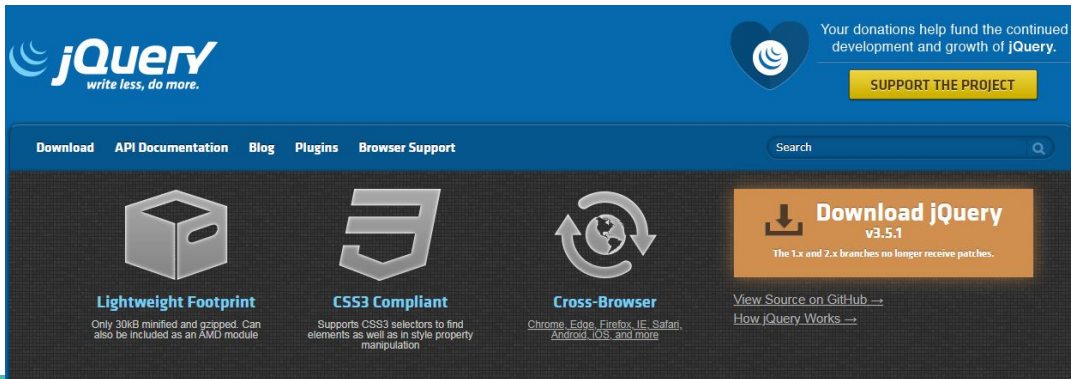 jQuery
write less, do more.
Your donations help fund the continued
development and growth of jQuery.
SUPPORT THE PROJECT
Download API Documentation Blog Plugins Browser Support
Search
Lightweight Footprint
Only 30kB minified and gzipped. Can
also be included as an AMD module
CSS3 Compliant
Supports CSS3 selectors to find
elements as well as in style property
manipulation
Cross-Browser
Chrome, Edge, Firefox, IE, Safari,
Android, iOS, and more
Download jQuery
v3.5.1
The 1.x and 2.x branches no longer receive patches.
View Source on GitHub →
How jQuery Works →